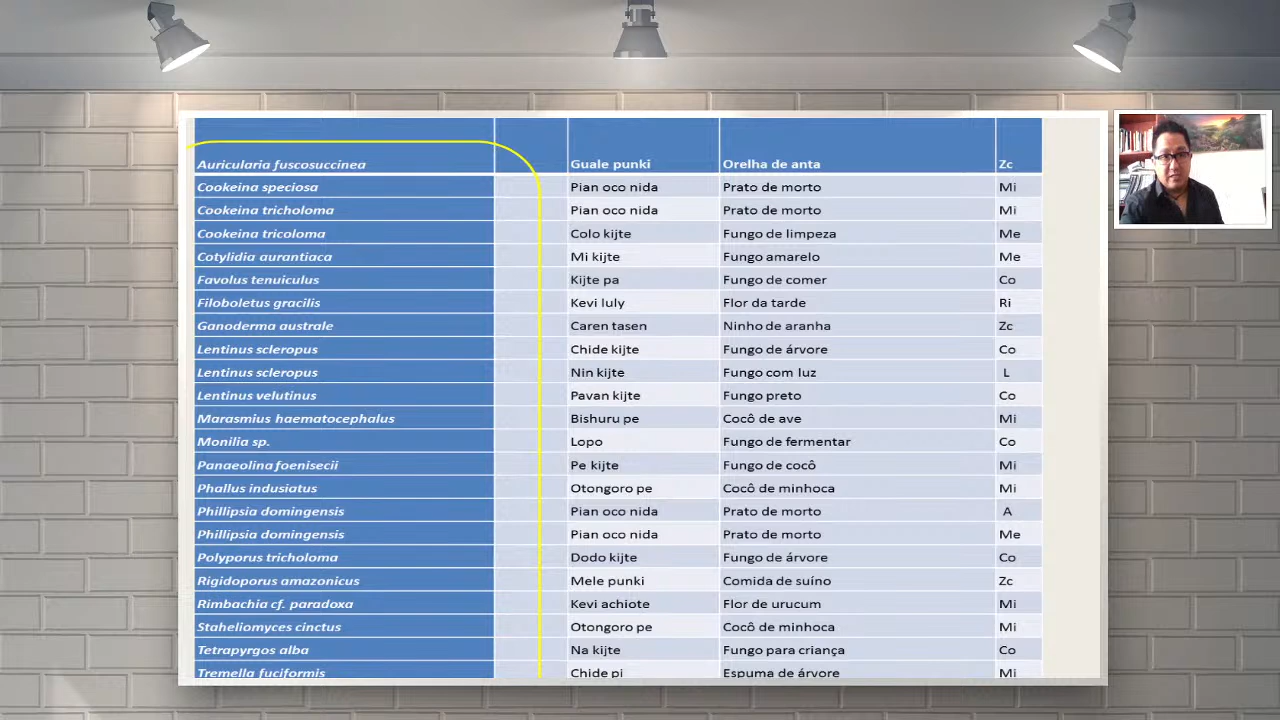 Auricularia fuscosuccinea Guale punki Orelha de anta Zc
Cookeina speciosa Pian oco nida Prato de morto Mi
Cookeina tricholoma Pian oco nida Prato de morto Mi
Cookeina tricoloma Colo kijte Fungo de limpeza Me
Cotylidia aurantiaca Mi kijte Fungo amarelo Me
Favolus tenuiculus Kijte pa Fungo de comer Co
Filoboletus gracilis Kevi luly Flor da tarde Ri
Ganoderma australe Caren tasen Ninho de aranha Zc
Lentinus scleropus Chide kijte Fungo de árvore Co
Lentinus scleropus Nin kijte Fungo com luz L
Lentinus velutinus Pavan kijte Fungo preto Co
Marasmius haematocephalus Bishuru pe Cocô de ave Mi
Monilia sp. Lopo Fungo de fermentar Co
Panaeolina foenisecii Pe kijte Fungo de cocô Mi
Phallus indusiatus Otongoro pe Cocô de minhoca Mi
Phillipsia domingensis Pian oco nida Prato de morto A
Phillipsia domingensis Pian oco nida Prato de morto Me
Polyporus tricholoma Dodo kijte Fungo de árvore Co
Rigidoporus amazonicus Mele punki Comida de suíno Zc
Rimbachia cf. paradoxa Kevi achiote Flor de urucum Mi
Staheliomyces cinctus Otongoro pe Cocô de minhoca Mi
Tetrapyrgos alba Na kijte Fungo para criança Co
Tremella fuciformis Chide pi Espuma de árvore Mi